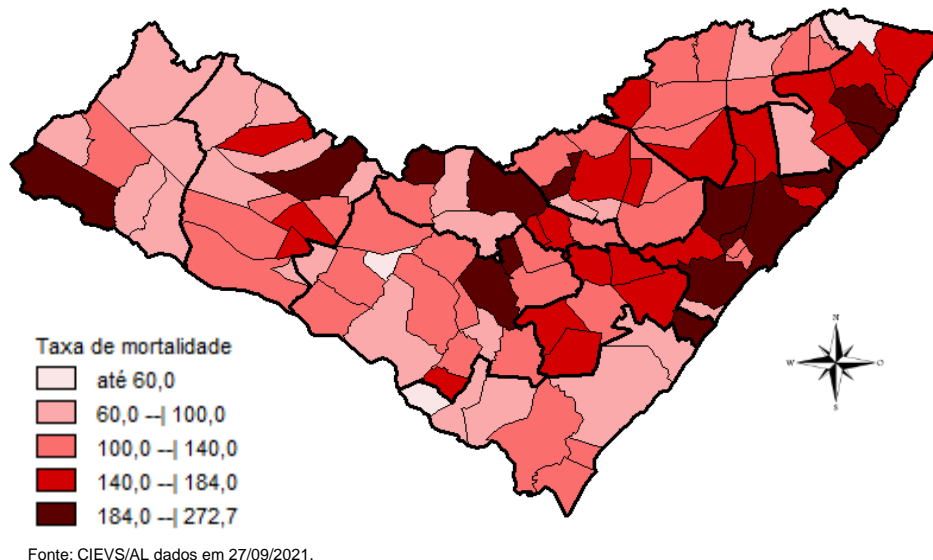 Taxa de mortalidade
até 60,0
60,0 --| 100,0
100,0 --| 140,0
140,0 --| 184,0
184,0 --| 272,7
N
W
O
S
Fonte: CIEVS/AL dados em 27/09/2021.